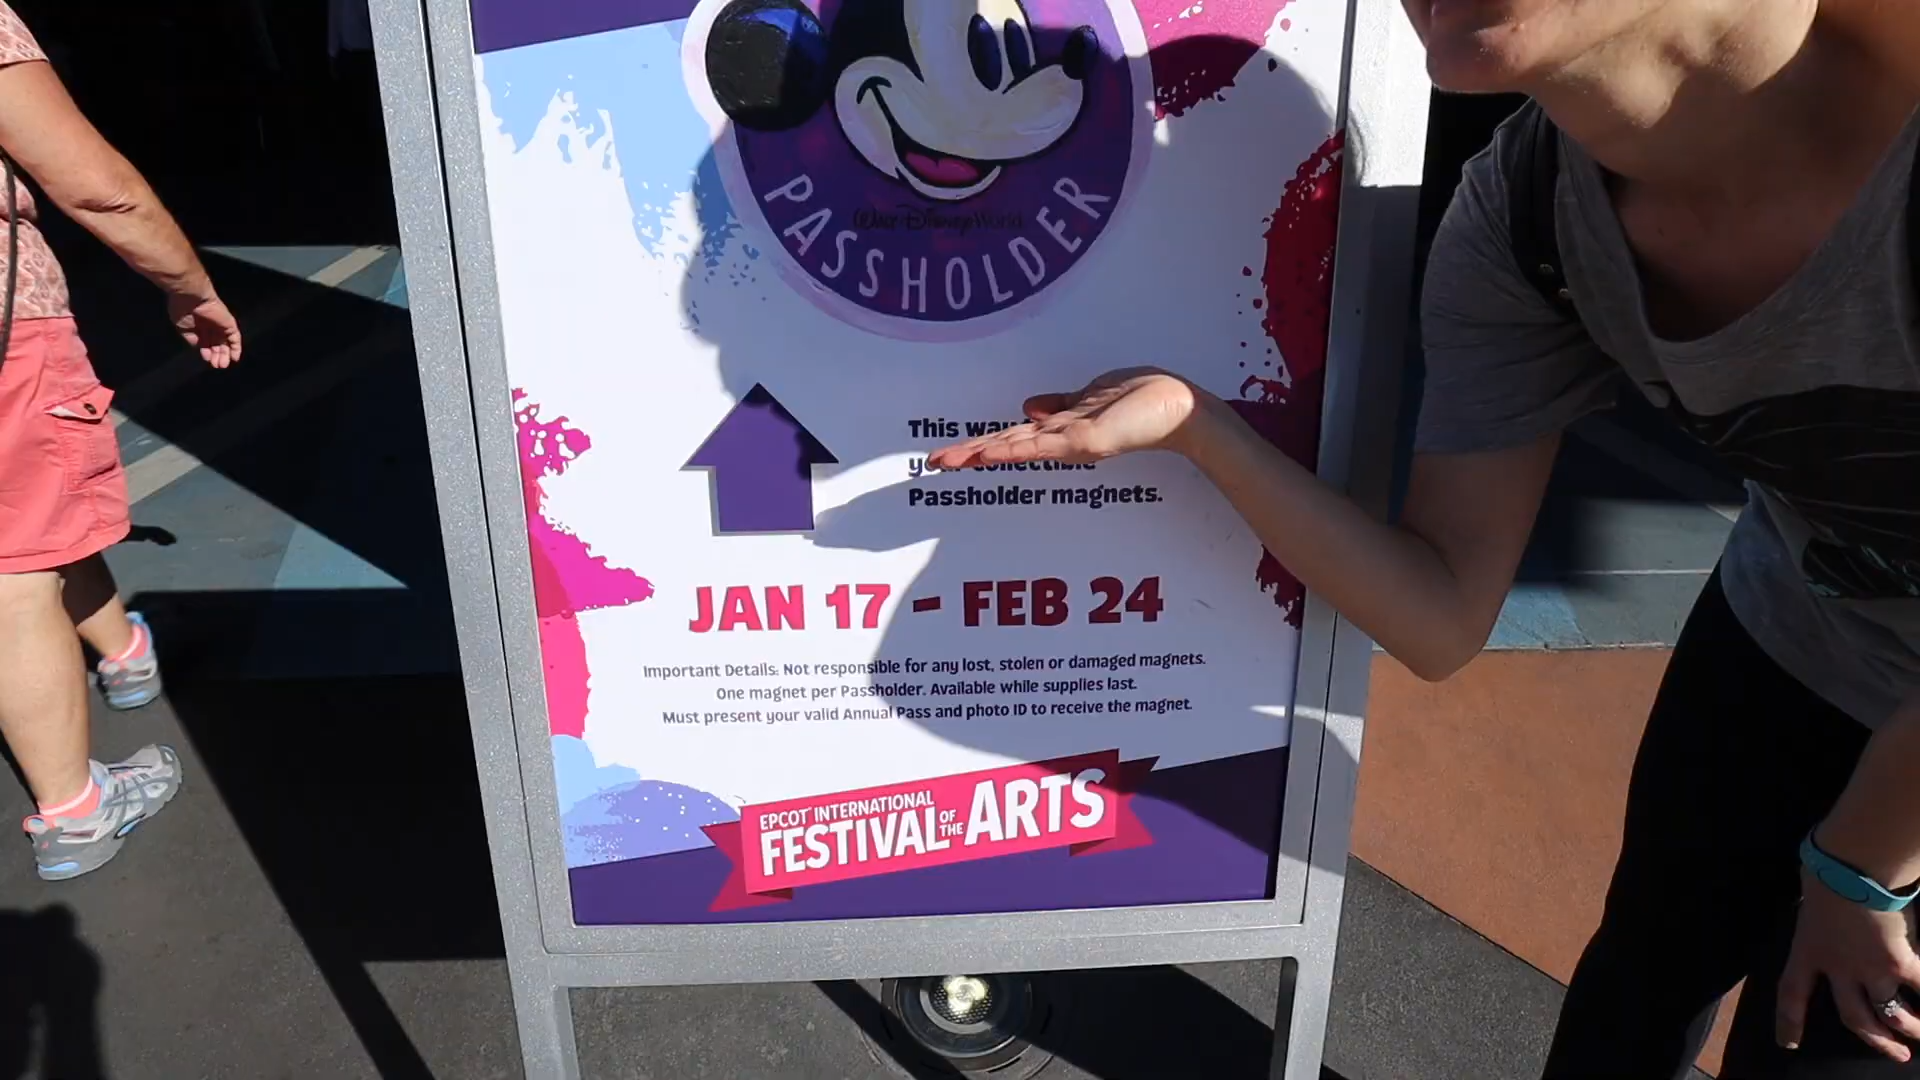 Walt Disney World
PASSHOLDER
This way
collectible
Passholder magnets.
JAN 17 - FEB 24
Important Details: Not responsible for any lost, stolen or damaged magnets.
One magnet per Passholder. Available while supplies last.
Must present your valid Annual Pass and photo ID to receive the magnet.
EPCOT INTERNATIONAL
FESTIVAL OF THE ARTS